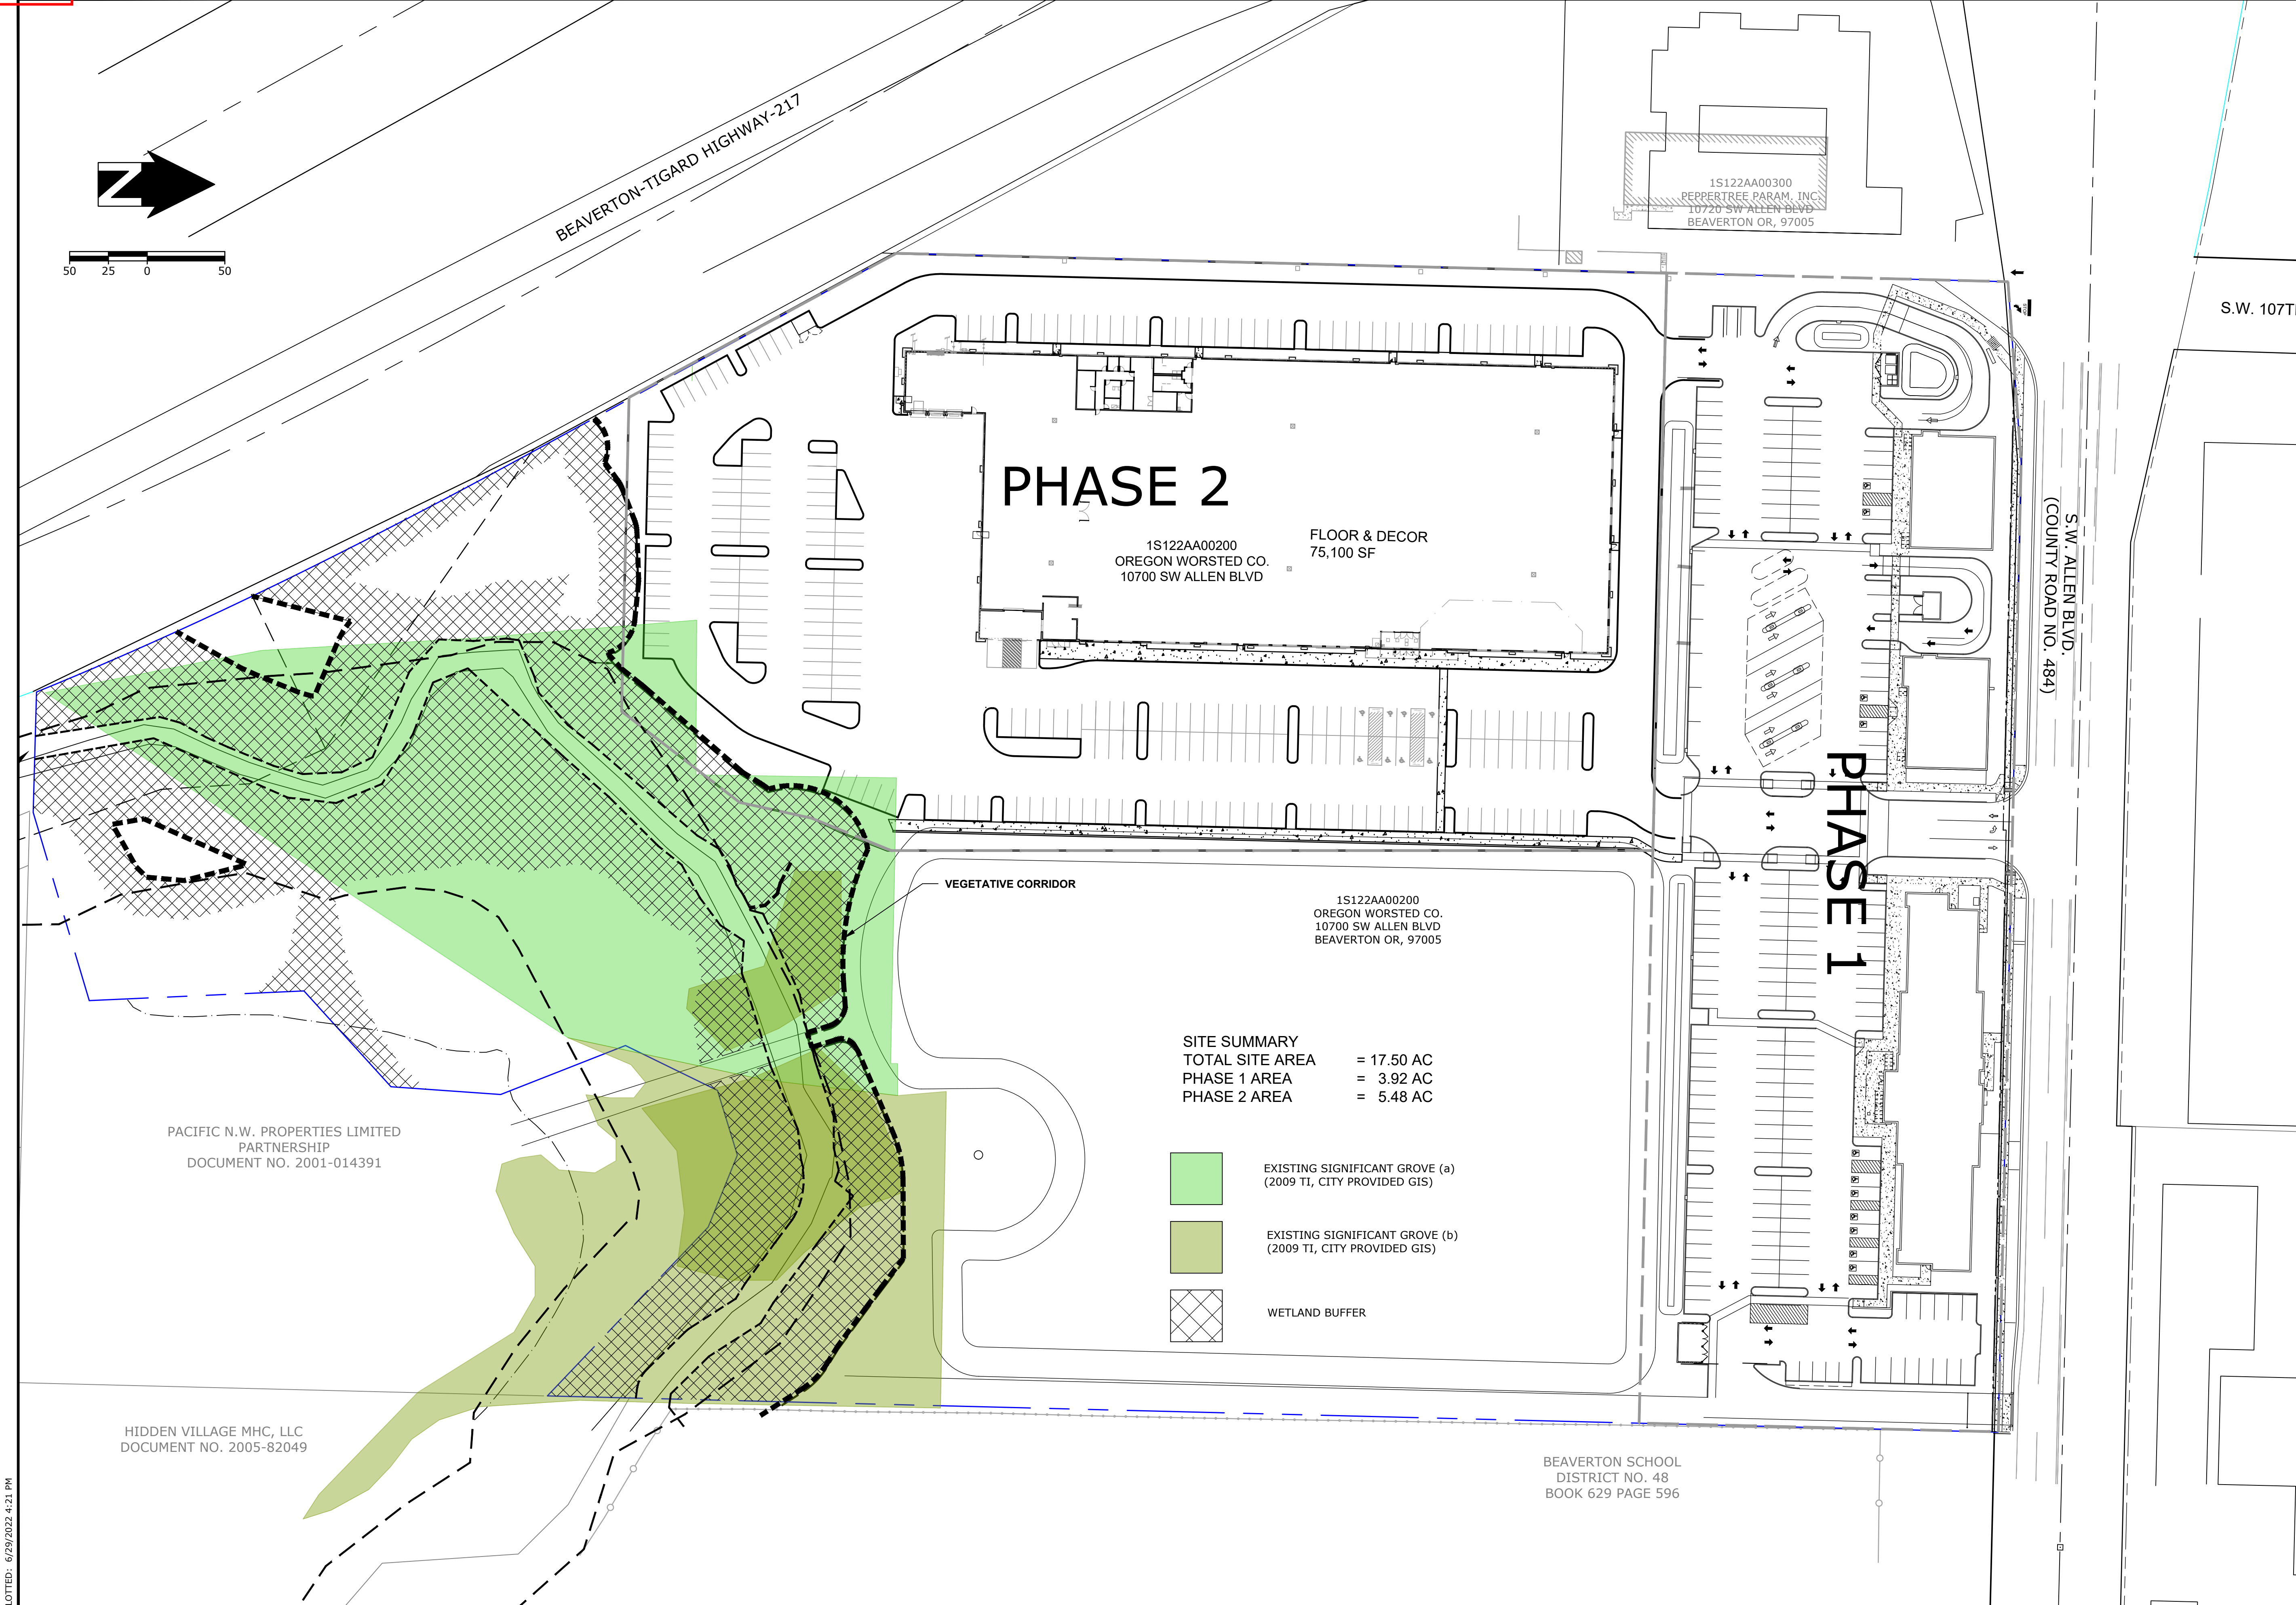 BEAVERTON-TIGARD HIGHWAY-217
N
50 25 0 50
1S122AA00300
PEPPERTREE PARAM. INC.
10720 SW ALLEN BLVD
BEAVERTON OR, 97005
S.W. 107T
PHASE 2
1S122AA00200
OREGON WORSTED CO.
10700 SW ALLEN BLVD
FLOOR & DECOR
75,100 SF
S.W. ALLEN BLVD.
(COUNTY ROAD NO. 484)
PHASE 1
VEGETATIVE CORRIDOR
1S122AA00200
OREGON WORSTED CO.
10700 SW ALLEN BLVD
BEAVERTON OR, 97005
SITE SUMMARY
TOTAL SITE AREA = 17.50 AC
PHASE 1 AREA = 3.92 AC
PHASE 2 AREA = 5.48 AC
EXISTING SIGNIFICANT GROVE (a)
(2009 TI, CITY PROVIDED GIS)
EXISTING SIGNIFICANT GROVE (b)
(2009 TI, CITY PROVIDED GIS)
WETLAND BUFFER
PACIFIC N.W. PROPERTIES LIMITED
PARTNERSHIP
DOCUMENT NO. 2001-014391
HIDDEN VILLAGE MHC, LLC
DOCUMENT NO. 2005-82049
BEAVERTON SCHOOL
DISTRICT NO. 48
BOOK 629 PAGE 596
LOTTED: 6/29/2022 4:21 PM